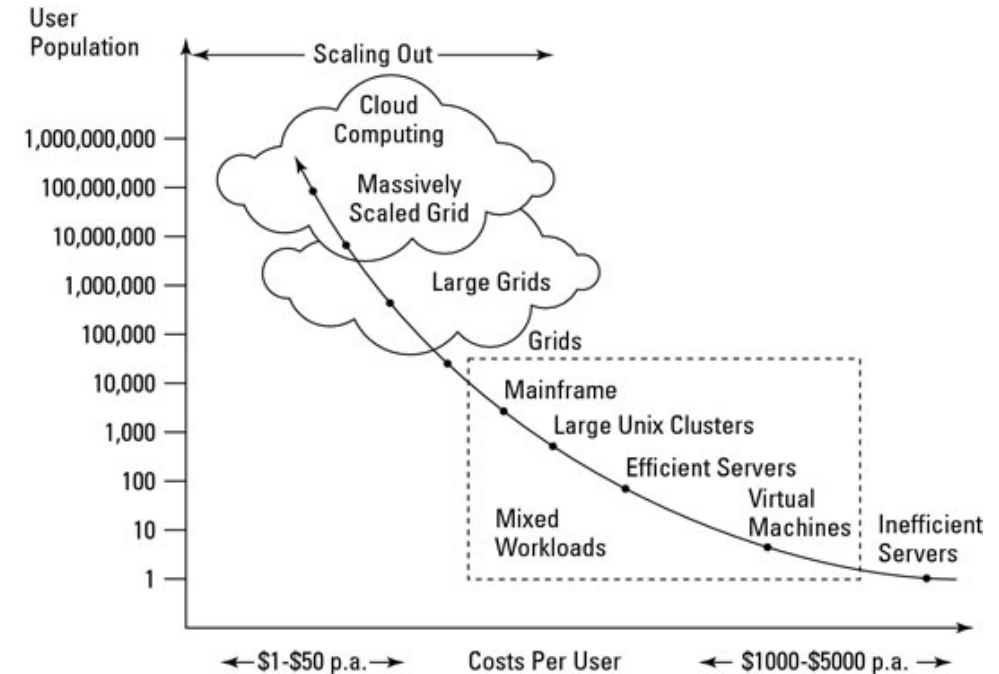 User
Population
Scaling Out
Cloud
Computing
1,000,000,000
Massively
Scaled Grid
100,000,000
10,000,000
Large Grids
1,000,000
100,000
Grids
10,000
Mainframe
1,000
Large Unix Clusters
Efficient Servers
100
Virtual
Machines
Mixed
Workloads
Inefficient
Servers
10
1
$1-$50 p.a.
Costs Per User
$1000-$5000 p.a.